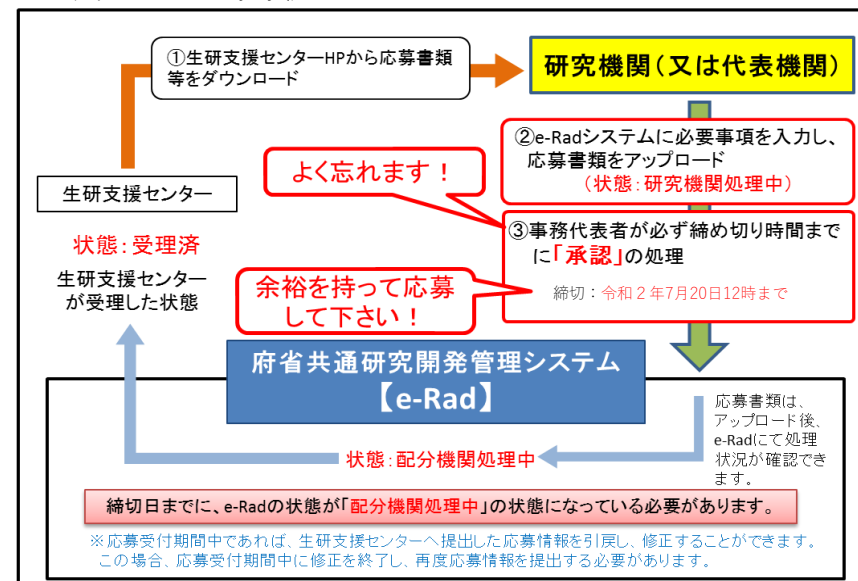 ①生研支援センターHPから応募書類
等をダウンロード
研究機関（又は代表機関）
②e-Radシステムに必要事項を入力し、
応募書類をアップロード
（状態：研究機関処理中）
よく忘れます！
③事務代表者が必ず締め切り時間まで
に「承認」の処理
締切：令和２年7月20日12時まで
余裕を持って応募
して下さい！
生研支援センター
状態：受理済
生研支援センター
が受理した状態
府省共通研究開発管理システム
【e-Rad】
応募書類は、
アップロード後、
e-Radにて処理
状況が確認でき
ます。
状態：配分機関処理中
締切日までに、e-Radの状態が「配分機関処理中」の状態になっている必要があります。
※応募受付期間中であれば、生研支援センターへ提出した応募情報を引戻し、修正することができます。
この場合、応募受付期間中に修正を終了し、再度応募情報を提出する必要があります。